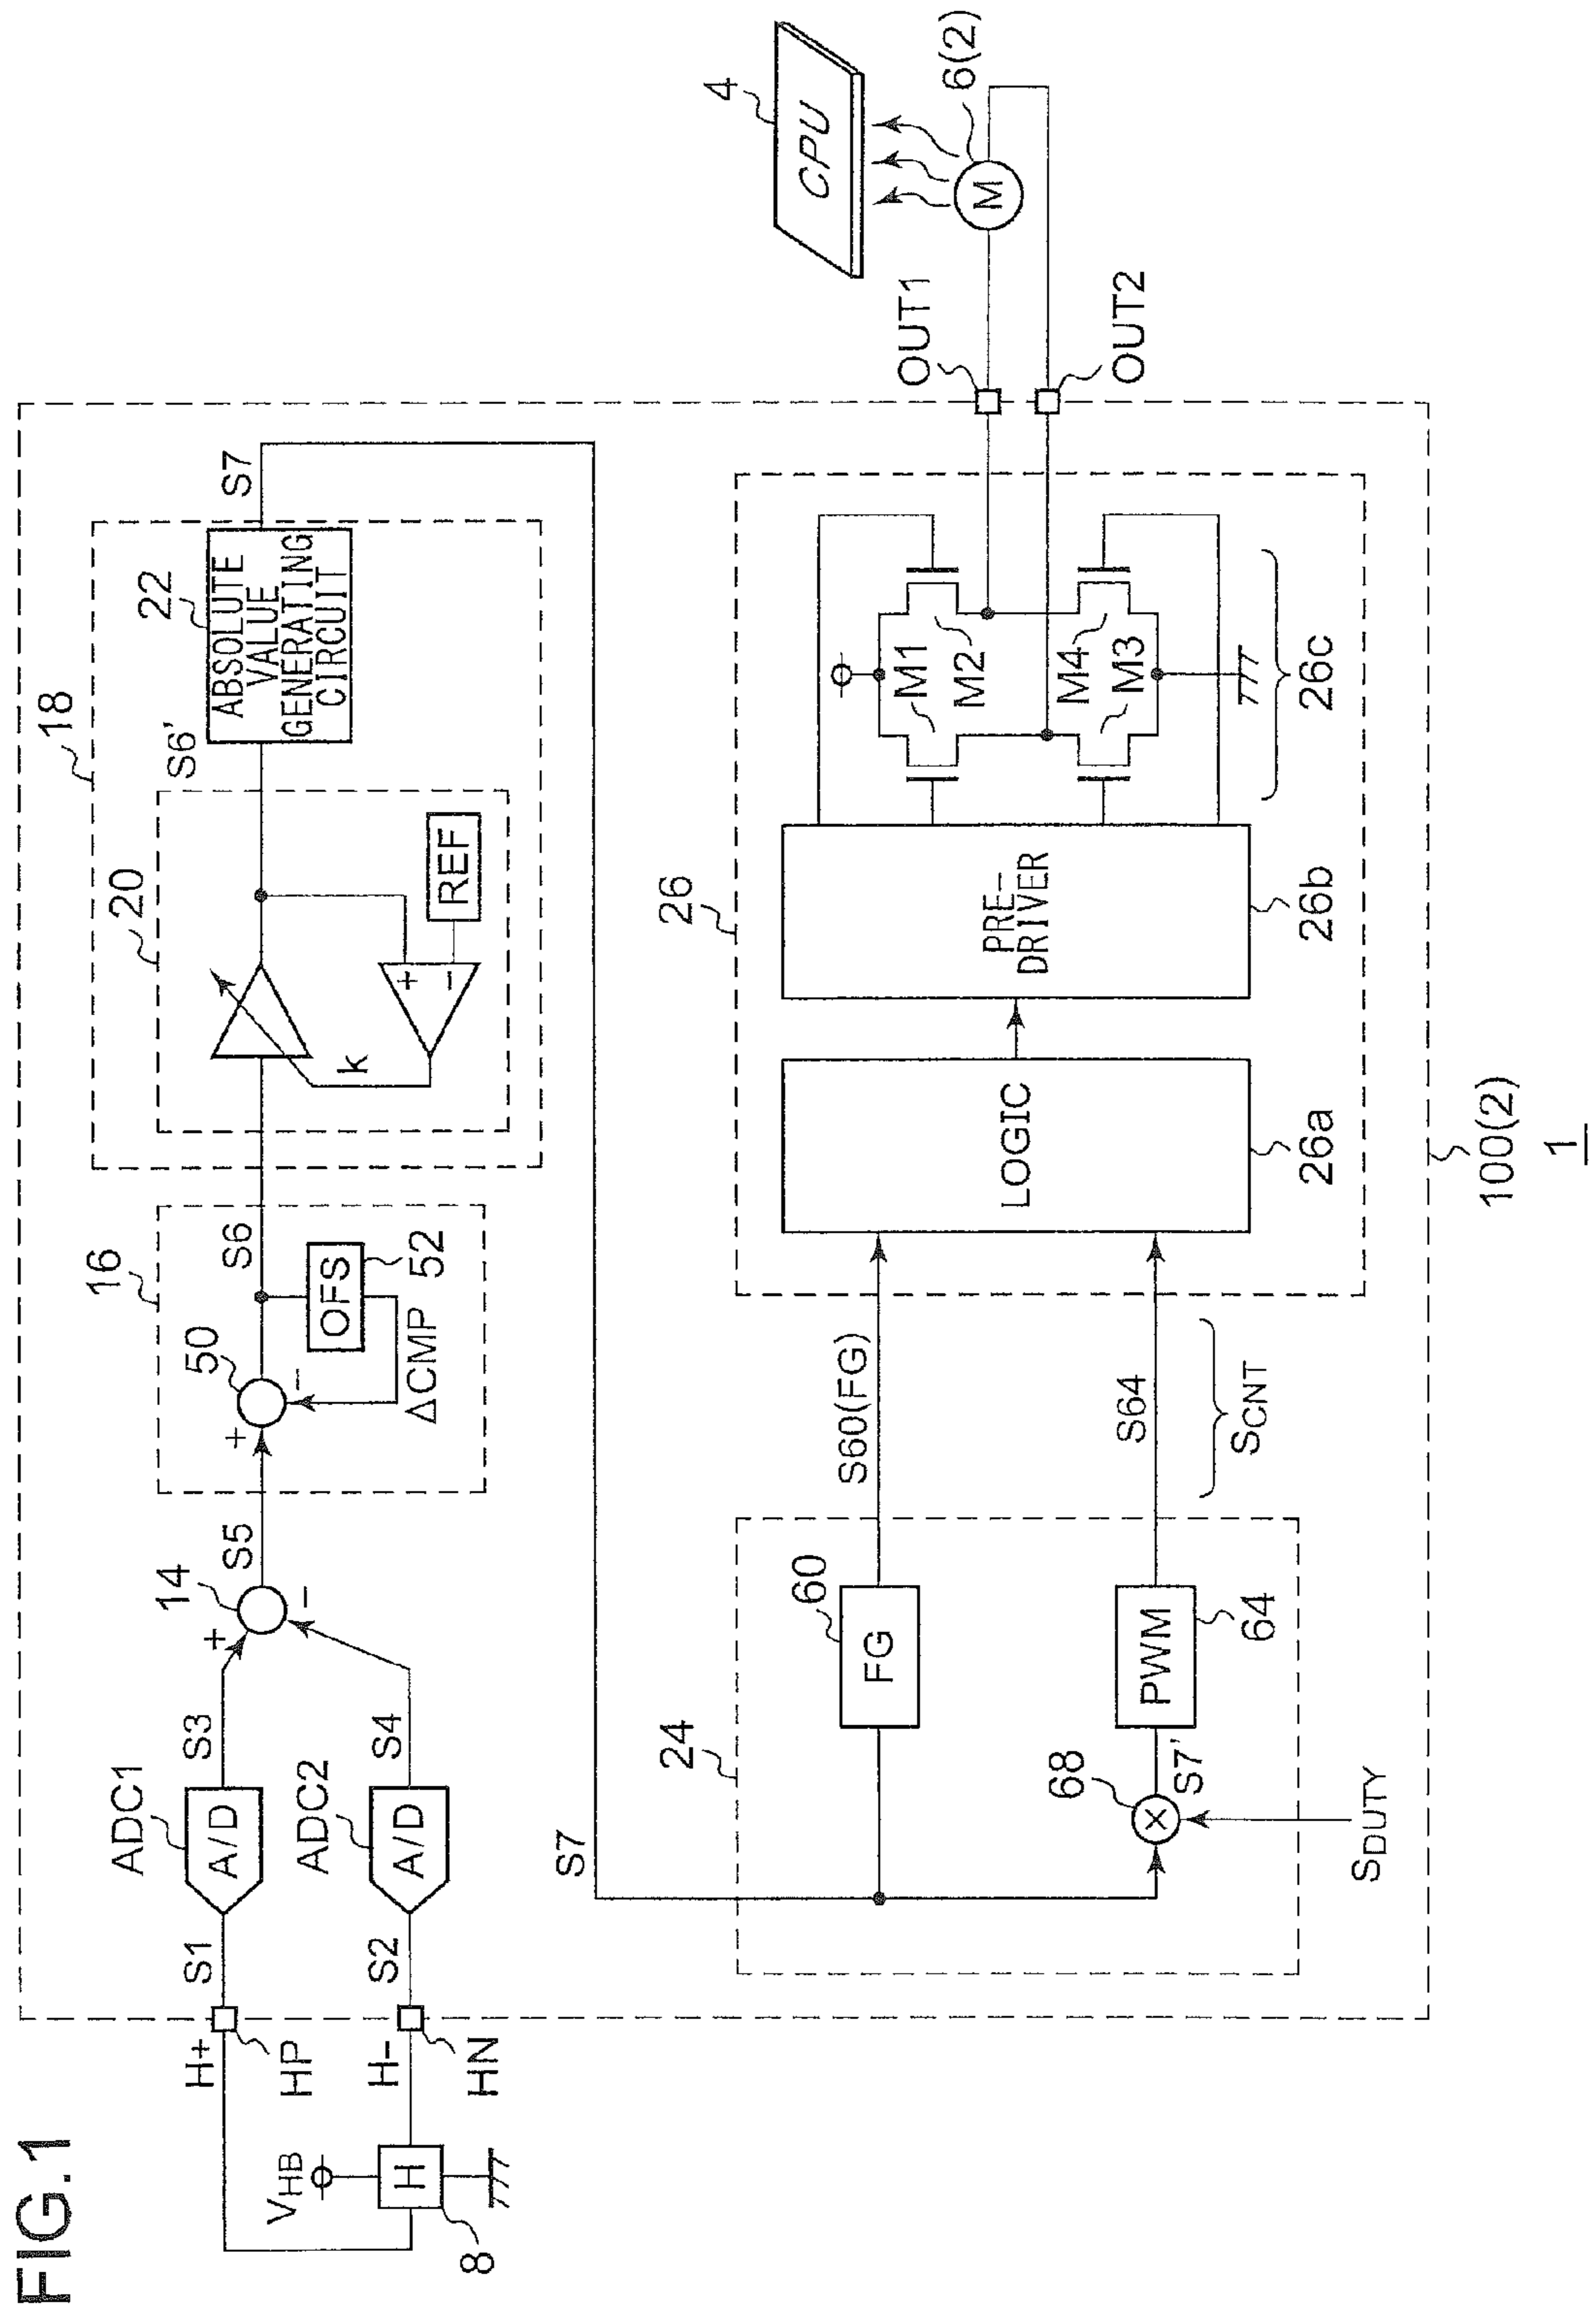 FIG.1
8
H
VHB
H+
HP
H-
HN
S1
S2
ADC1
A/D
ADC2
A/D
S3
S4
14
+
-
S5
16
50
+
-
OFS
52
ΔCMP
S6
18
20
k
+
-
REF
S6'
22
ABSOLUTE
VALUE
GENERATING
CIRCUIT
S7
S7
24
60
FG
68
×
S7'
PWM
64
SDUTY
S60(FG)
S64
SCNT
26
LOGIC
26a
PRE-
DRIVER
26b
M1
M2
M4
M3
26c
OUT1
OUT2
4
CPU
M
6(2)
100(2)
1